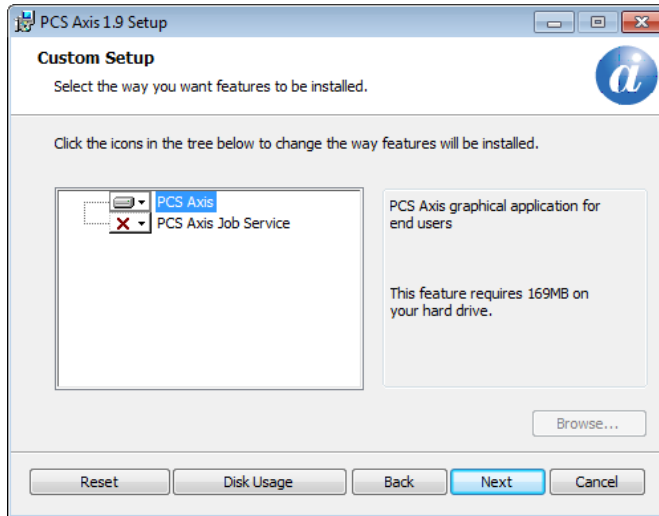 PCS Axis 1.9 Setup
Custom Setup
Select the way you want features to be installed.
Click the icons in the tree below to change the way features will be installed.
PCS Axis
PCS Axis Job Service
PCS Axis graphical application for
end users
This feature requires 169MB on
your hard drive.
Browse...
Reset
Disk Usage
Back
Next
Cancel